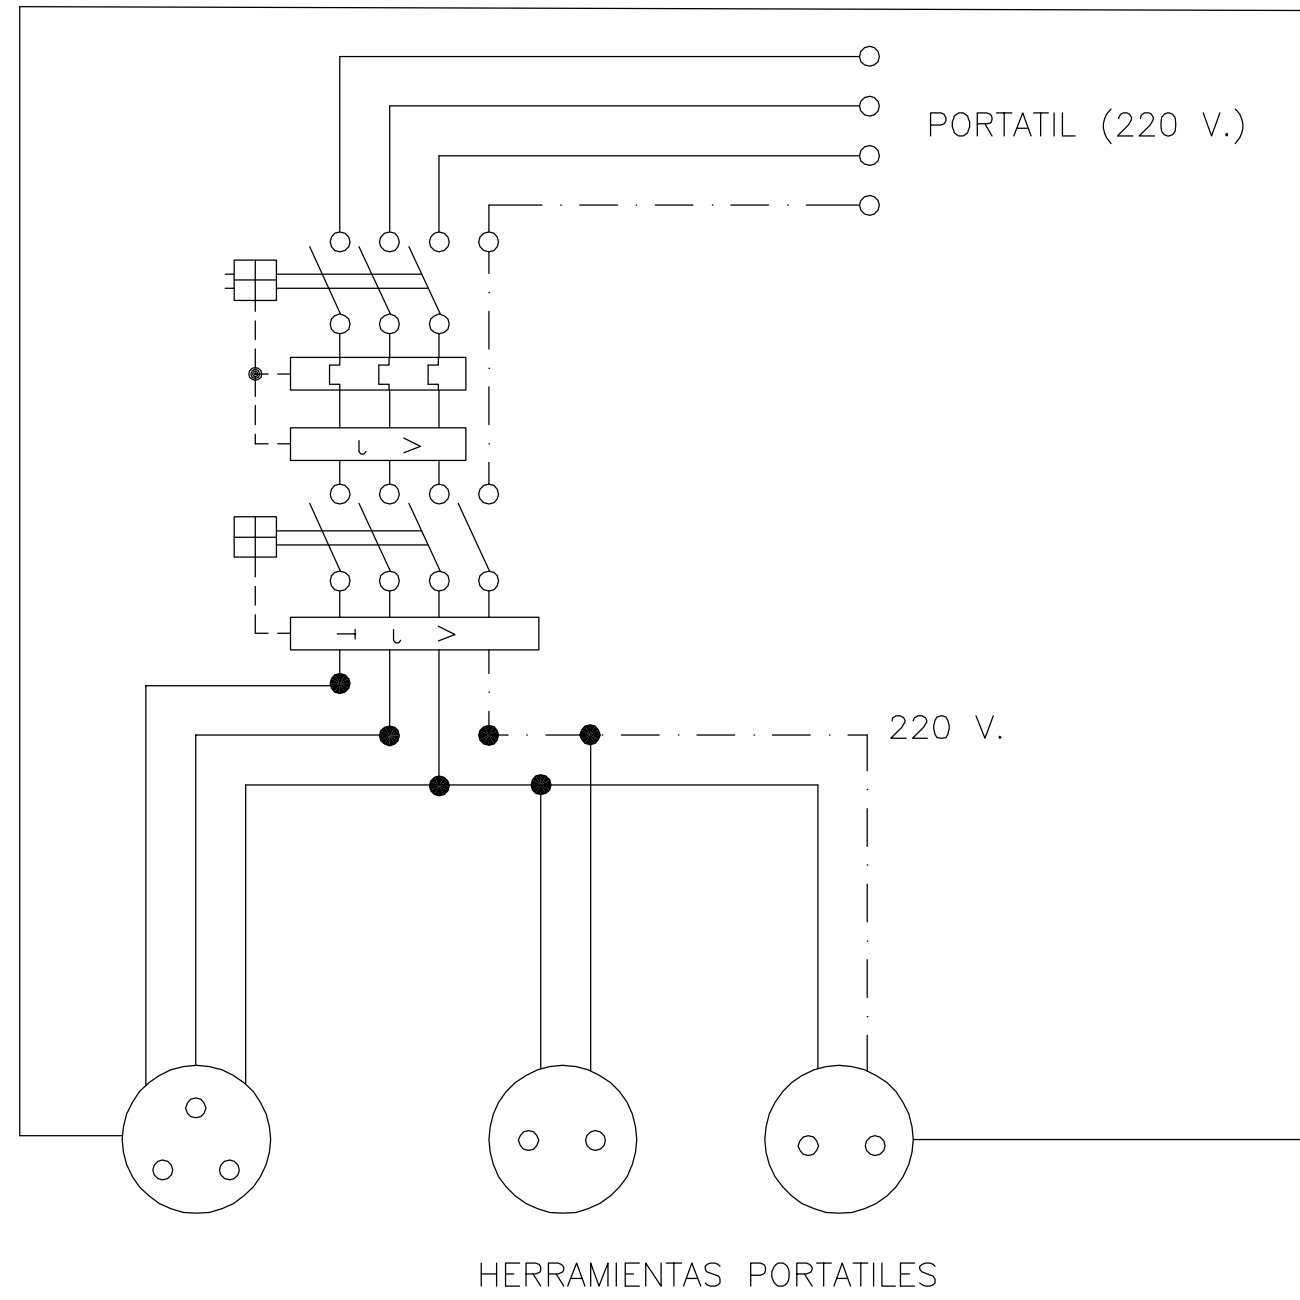 PORTATIL (220 V.)
ɩ >
⊣ ɩ >
220 V.
HERRAMIENTAS PORTATILES